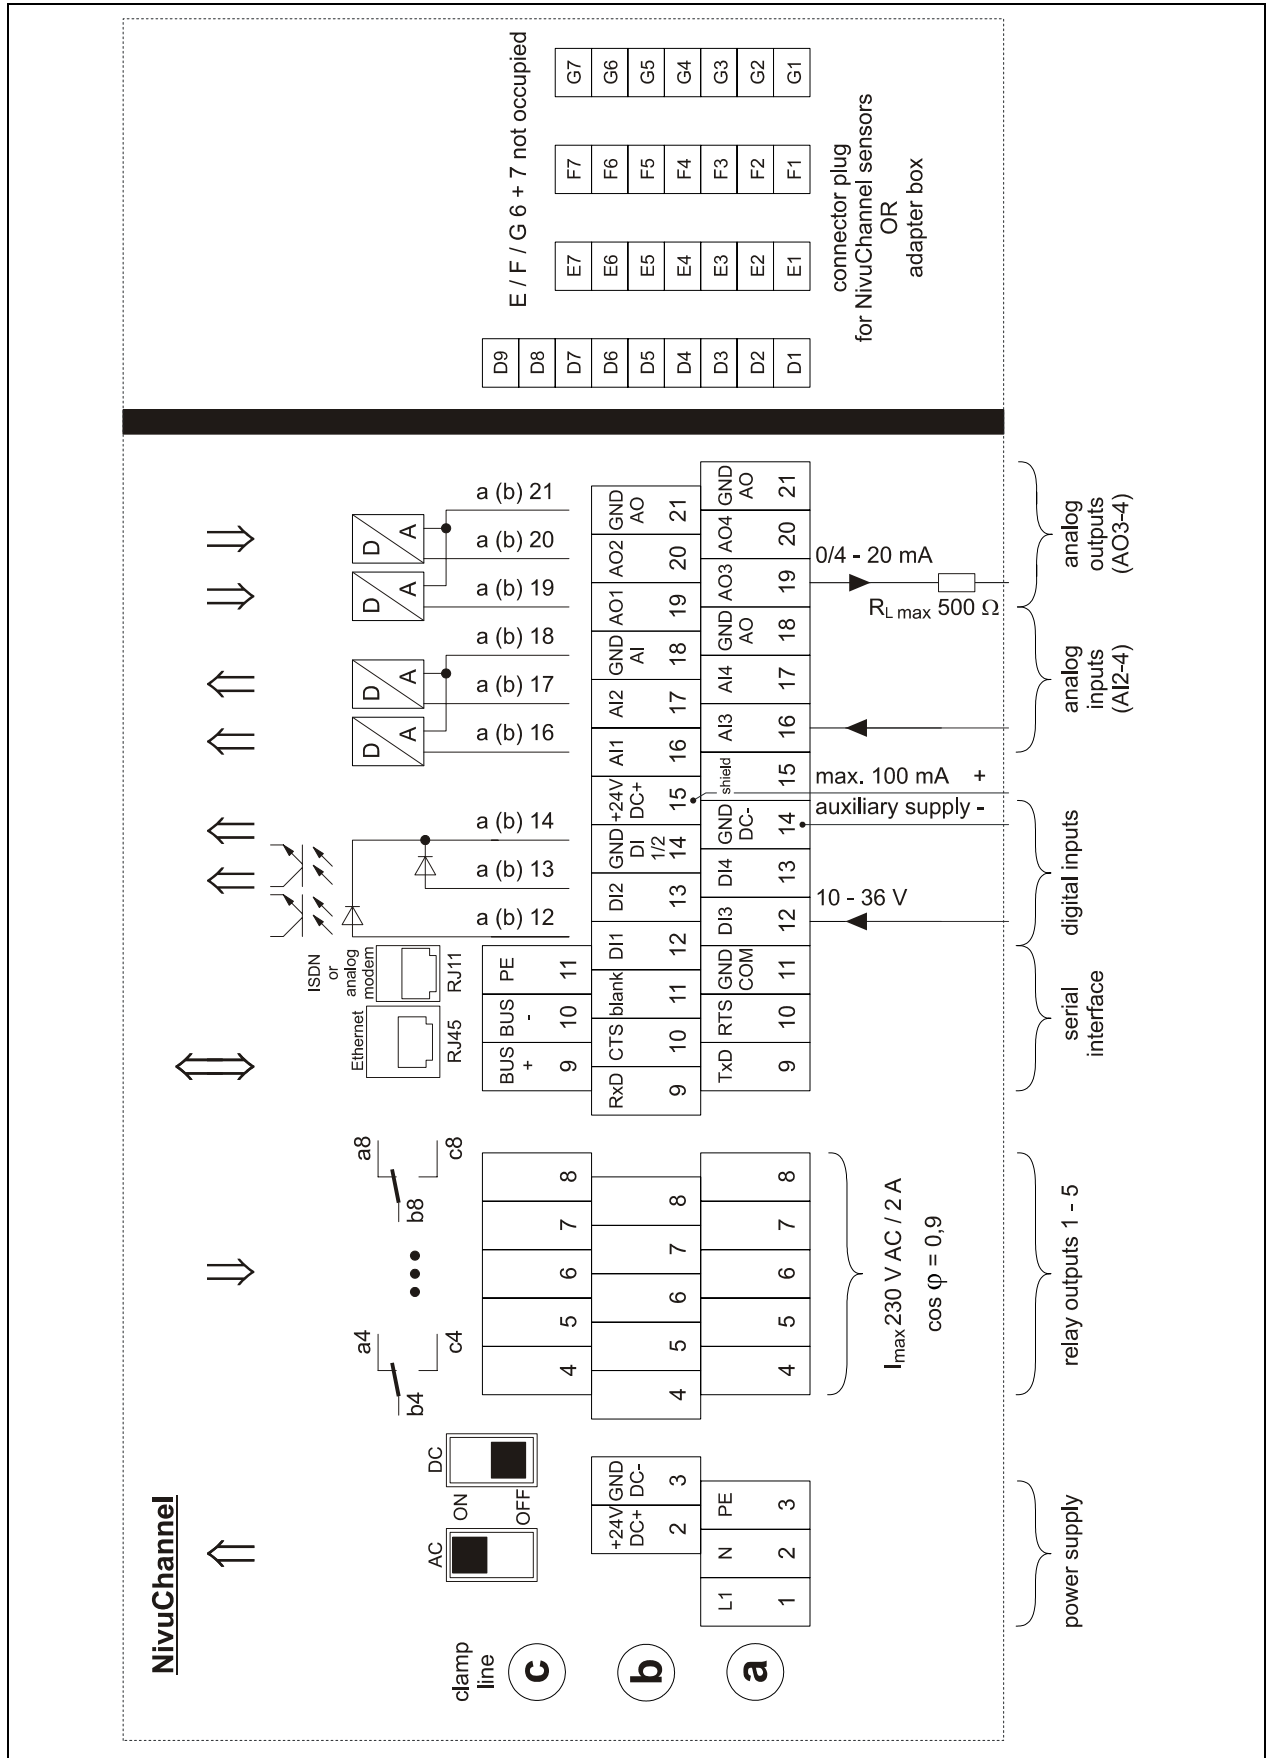 NivuChannel
clamp
line
c
b
a
AC
DC
ON
OFF
a4
b4
c4
a8
b8
c8
Ethernet
RJ45
ISDN
or
analog
modem
RJ11
a (b) 12
a (b) 13
a (b) 14
a (b) 16
a (b) 17
a (b) 18
a (b) 19
a (b) 20
a (b) 21
D
A
D
A
D
A
D
A
4 5 6 7 8
BUS + 9
BUS - 10
PE 11
+24V DC+ 2
GND DC- 3
4 5 6 7 8
RxD 9
CTS 10
blank 11
DI1 12
DI2 13
GND DI 1/2 14
+24V DC+ 15
AI1 16
AI2 17
GND AI 18
AO1 19
AO2 20
GND AO 21
L1 1
N 2
PE 3
4 5 6 7 8
TxD 9
RTS 10
GND COM 11
DI3 12
DI4 13
GND DC- 14
shield 15
AI3 16
AI4 17
GND AO 18
AO3 19
AO4 20
GND AO 21
Imax 230 V AC / 2 A
cos φ = 0,9
10 - 36 V
auxiliary supply -
max. 100 mA +
0/4 - 20 mA
RL max 500 Ω
power supply
relay outputs 1 - 5
serial
interface
digital inputs
analog
inputs
(AI2-4)
analog
outputs
(AO3-4)
E / F / G 6 + 7 not occupied
D9
D8
D7 E7 F7 G7
D6 E6 F6 G6
D5 E5 F5 G5
D4 E4 F4 G4
D3 E3 F3 G3
D2 E2 F2 G2
D1 E1 F1 G1
connector plug
for NivuChannel sensors
OR
adapter box